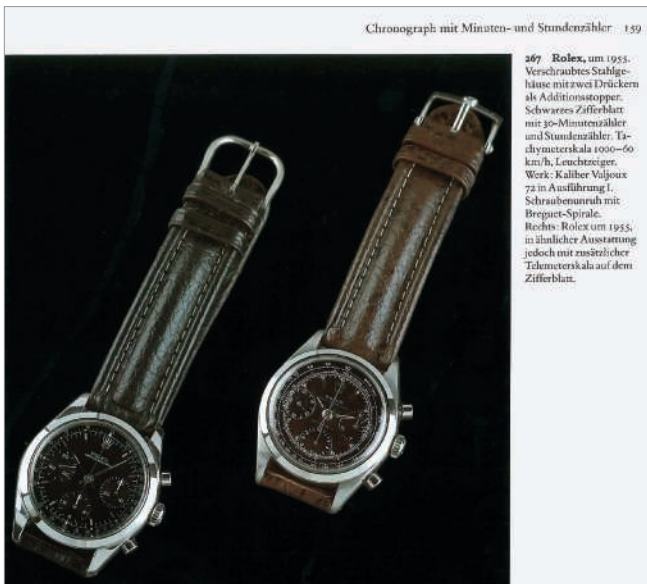 Chronograph mit Minuten- und Stundenzähler 159
267 Rolex, um 1955.
Verschraubtes Stahlge-
häuse mit zwei Drückern
als Additionsstopper.
Schwarzes Zifferblatt
mit 30-Minutenzähler
und Stundenzähler. Ta-
chymeterskala 1000–60
km/h, Leuchtzeiger.
Werk: Kaliber Valjoux
72 in Ausführung I.
Schraubenunruh mit
Breguet-Spirale.
Rechts: Rolex um 1955,
in ähnlicher Ausstattung
jedoch mit zusätzlicher
Telemeterskala auf dem
Zifferblatt.